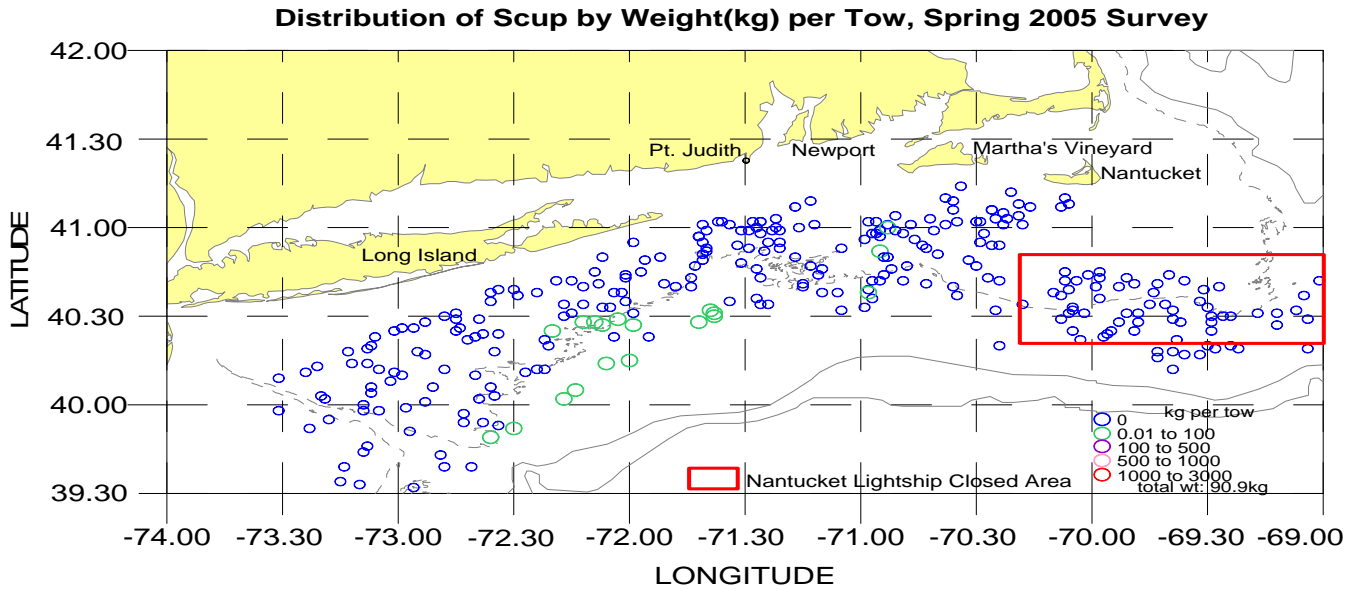 Distribution of Scup by Weight(kg) per Tow, Spring 2005 Survey
42.00
41.30
41.00
40.30
40.00
39.30
LATITUDE
Pt. Judith
Newport
Martha's Vineyard
Nantucket
Long Island
kg per tow
0
0.01 to 100
100 to 500
500 to 1000
1000 to 3000
total wt: 90.9kg
Nantucket Lightship Closed Area
-74.00 -73.30 -73.00 -72.30 -72.00 -71.30 -71.00 -70.30 -70.00 -69.30 -69.00
LONGITUDE